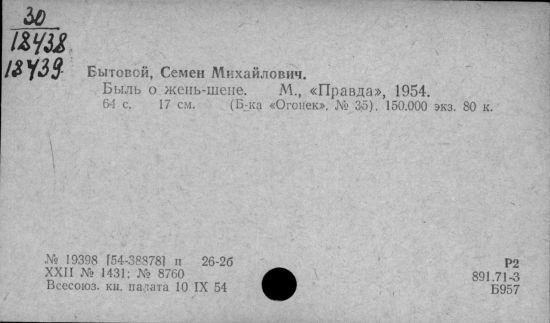 30
18438
18439
Бытовой, Семен Михайлович.
Быль о жень-шене. М., «Правда», 1954.
64 с. 17 см. (Б-ка «Огонек». № 35). 150.000 экз. 80 к.
№ 19398 [54-38878] п 26-2б
XXII № 1431; № 8760
Всесоюз. кн. палата 10 IX 54
Р2
891.71-3
Б957